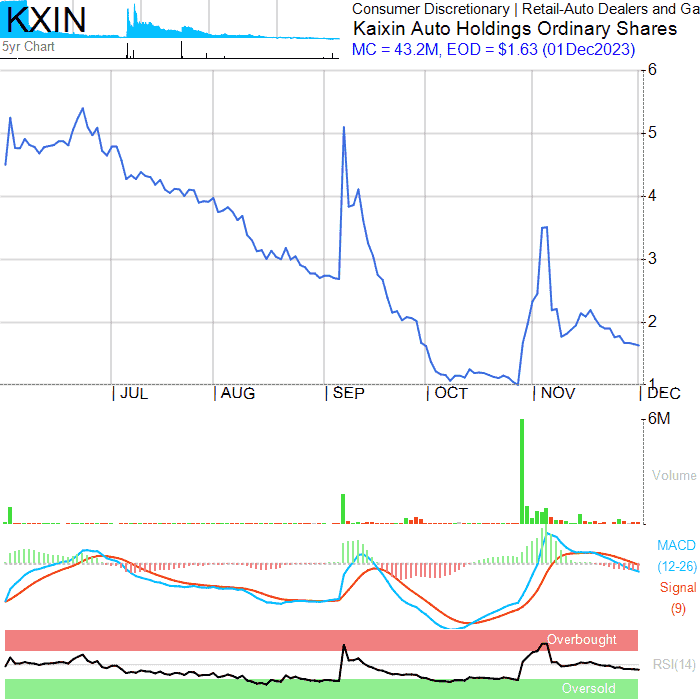 KXIN
5yr Chart
Consumer Discretionary | Retail-Auto Dealers and Ga
Kaixin Auto Holdings Ordinary Shares
MC = 43.2M, EOD = $1.63 (01Dec2023)
6
5
4
3
2
1
JUL AUG SEP OCT NOV DEC
6M
Volume
MACD
(12-26)
Signal
(9)
Overbought
RSI(14)
Oversold